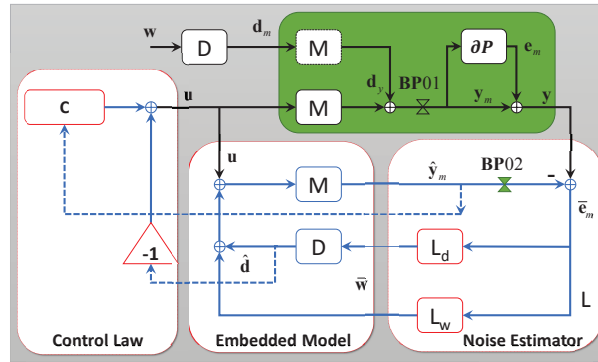 w
D
d_m
M
∂P
e_m
d_y
BP01
C
u
M
y_m
y
u
ŷ_m
BP02
M
-
ē_m
-1
d̂
D
w̄
L_d
L
L_w
Control Law
Embedded Model
Noise Estimator